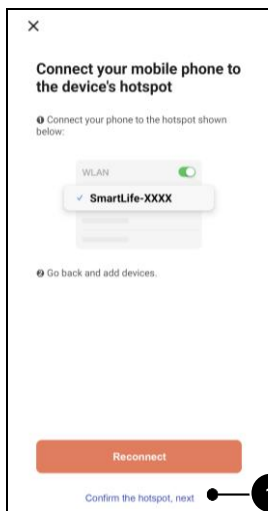 Connect your mobile phone to
the device's hotspot
❶ Connect your phone to the hotspot shown
below:
WLAN
✓ SmartLife-XXXX
❷ Go back and add devices.
Reconnect
Confirm the hotspot, next